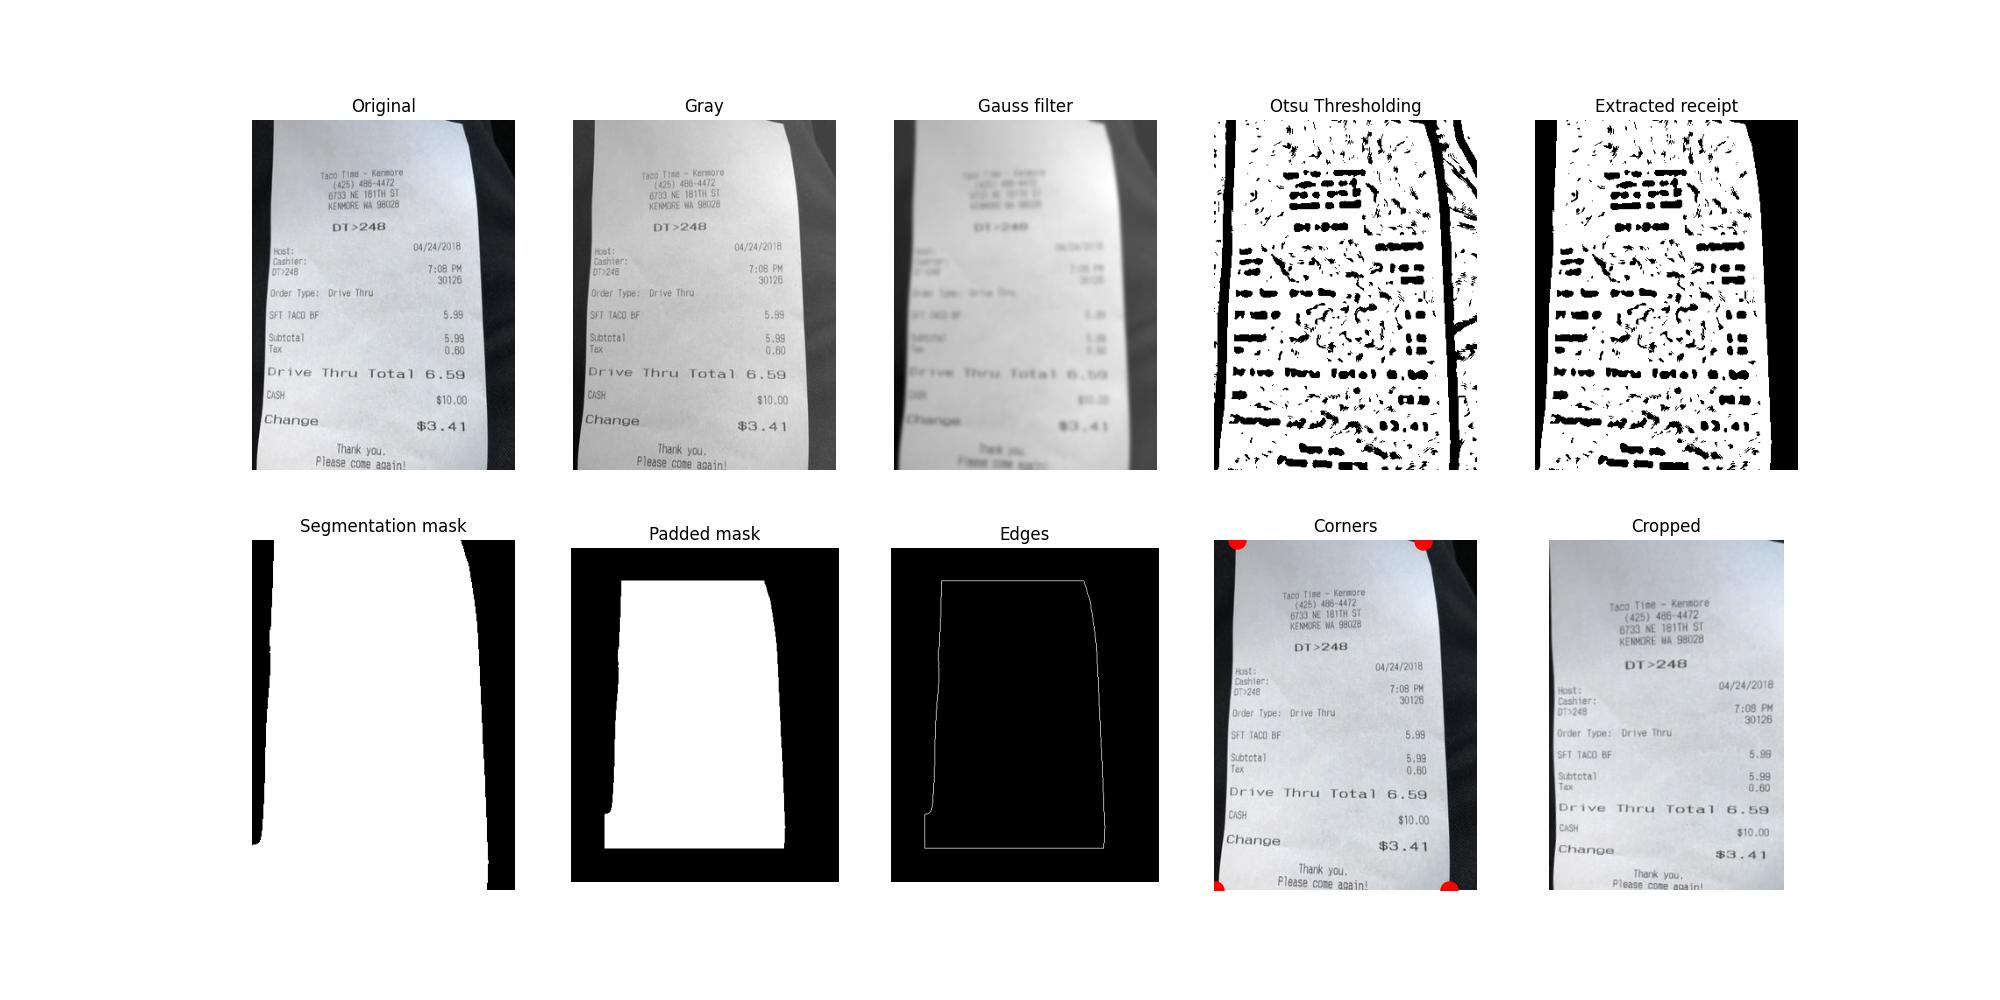 Original
Taco Time - Kenmore
(425) 486-4472
6733 NE 181TH ST
KENMORE WA 98028
DT>248
Host: 04/24/2018
Cashier:
DT>248 7:08 PM
30126
Order Type: Drive Thru
SFT TACO BF 5.99
Subtotal 5.99
Tax 0.60
Drive Thru Total 6.59
CASH $10.00
Change $3.41
Thank you.
Please come again!
Gray
Taco Time - Kenmore
(425) 486-4472
6733 NE 181TH ST
KENMORE WA 98028
DT>248
Host: 04/24/2018
Cashier:
DT>248 7:08 PM
30126
Order Type: Drive Thru
SFT TACO BF 5.99
Subtotal 5.99
Tax 0.60
Drive Thru Total 6.59
CASH $10.00
Change $3.41
Thank you.
Please come again!
Gauss filter
DT>248
Order Type: Drive Thru
Drive Thru Total 6.59
Change $3.41
Otsu Thresholding
Extracted receipt
Segmentation mask
Padded mask
Edges
Corners
Taco Time - Kenmore
(425) 486-4472
6733 NE 181TH ST
KENMORE WA 98028
DT>248
Host: 04/24/2018
Cashier:
DT>248 7:08 PM
30126
Order Type: Drive Thru
SFT TACO BF 5.99
Subtotal 5.99
Tax 0.60
Drive Thru Total 6.59
CASH $10.00
Change $3.41
Thank you.
Please come again!
Cropped
Taco Time - Kenmore
(425) 486-4472
6733 NE 181TH ST
KENMORE WA 98028
DT>248
Host: 04/24/2018
Cashier:
DT>248 7:08 PM
30126
Order Type: Drive Thru
SFT TACO BF 5.99
Subtotal 5.99
Tax 0.60
Drive Thru Total 6.59
CASH $10.00
Change $3.41
Thank you.
Please come again!